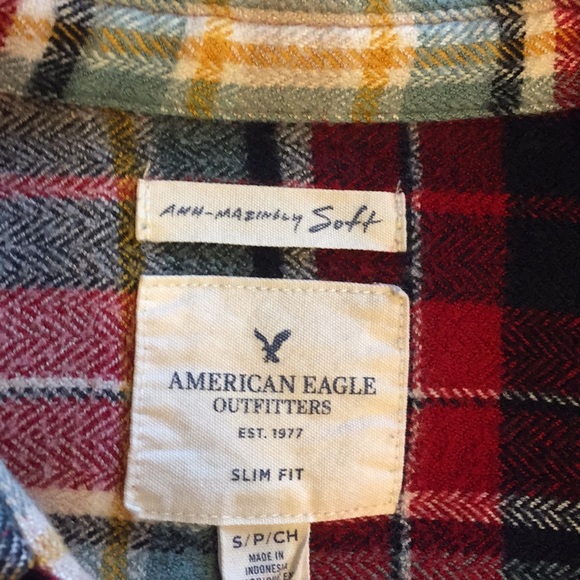 AHH-MAZINGLY Soft
AMERICAN EAGLE
OUTFITTERS
EST. 1977
SLIM FIT
S/P/CH
MADE IN
INDONESIA